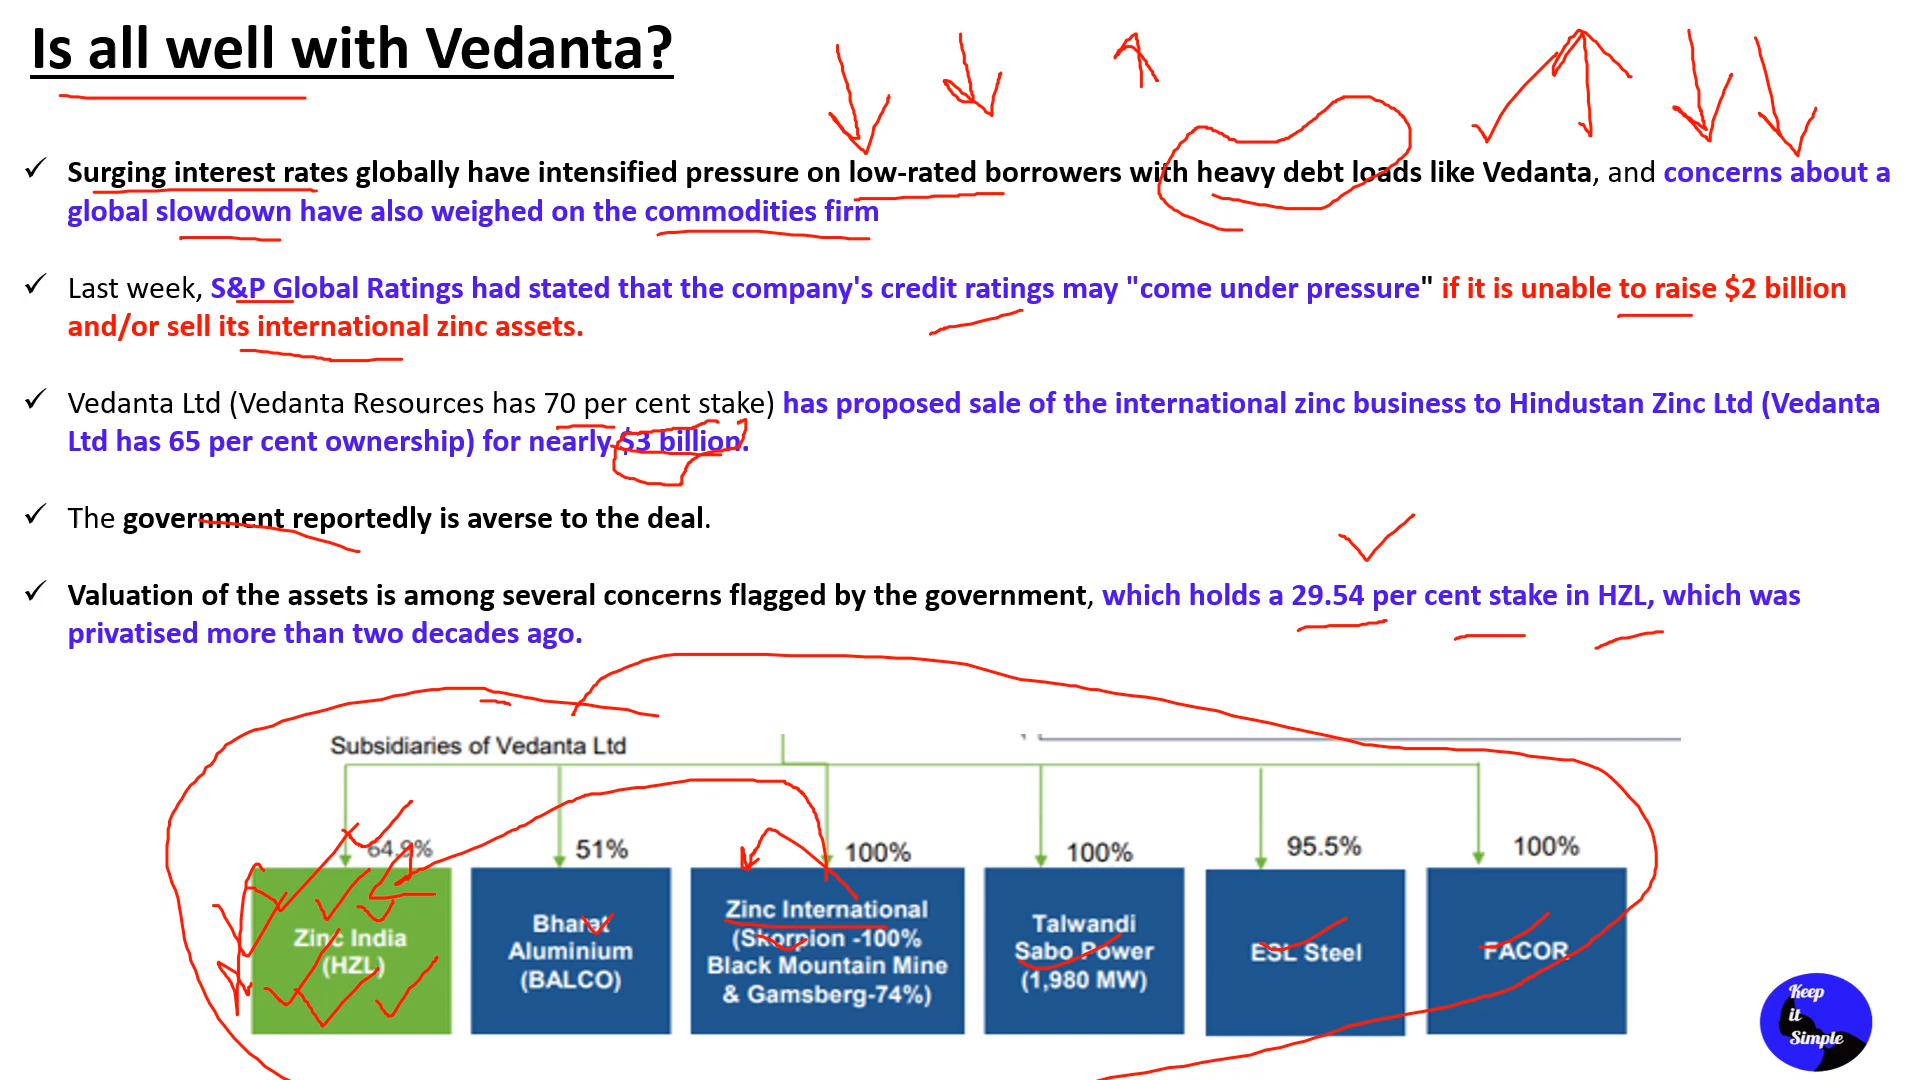 Is all well with Vedanta?
✓ Surging interest rates globally have intensified pressure on low-rated borrowers with heavy debt loads like Vedanta, and concerns about a
global slowdown have also weighed on the commodities firm
✓ Last week, S&P Global Ratings had stated that the company's credit ratings may "come under pressure" if it is unable to raise $2 billion
and/or sell its international zinc assets.
✓ Vedanta Ltd (Vedanta Resources has 70 per cent stake) has proposed sale of the international zinc business to Hindustan Zinc Ltd (Vedanta
Ltd has 65 per cent ownership) for nearly $3 billion.
✓ The government reportedly is averse to the deal.
✓ Valuation of the assets is among several concerns flagged by the government, which holds a 29.54 per cent stake in HZL, which was
privatised more than two decades ago.
Subsidiaries of Vedanta Ltd
64.9%
51%
100%
100%
95.5%
100%
Zinc India
(HZL)
Bharat
Aluminium
(BALCO)
Zinc International
(Skorpion -100%
Black Mountain Mine
& Gamsberg-74%)
Talwandi
Sabo Power
(1,980 MW)
ESL Steel
FACOR
Keep
it
Simple